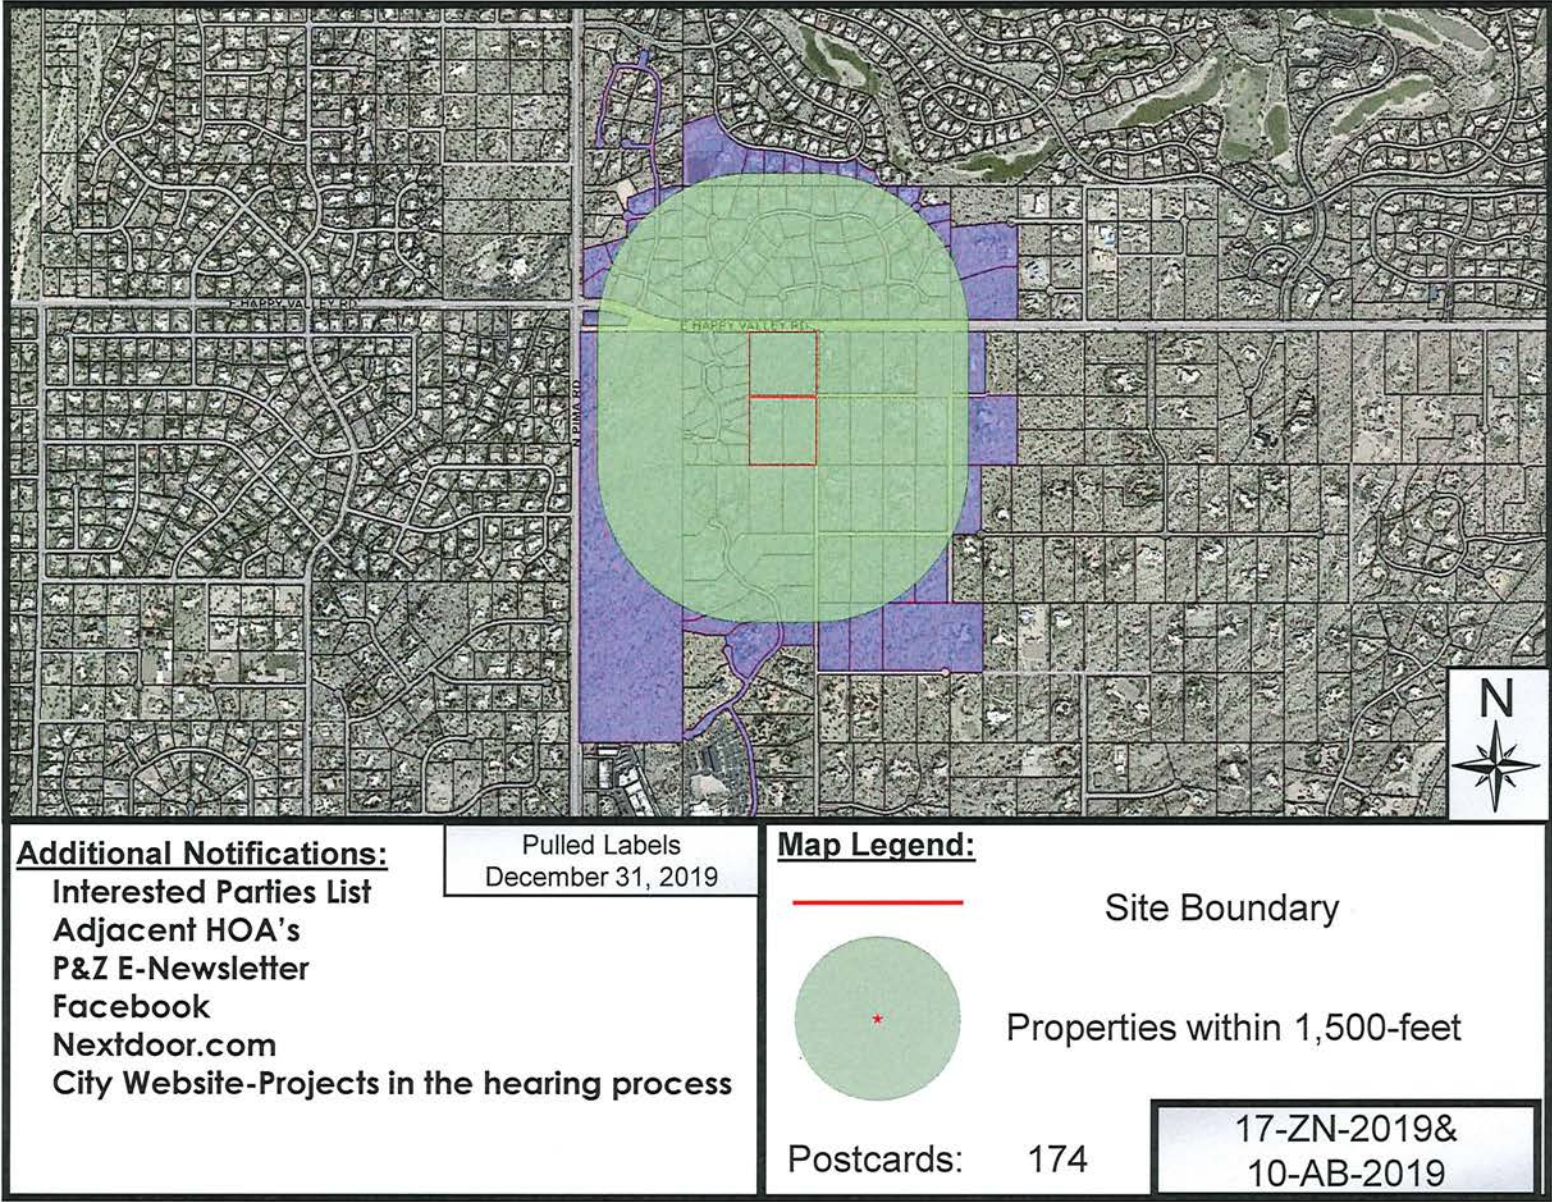 E HAPPY VALLEY RD
E HAPPY VALLEY RD
N PIMA RD
N
Additional Notifications:
Interested Parties List
Adjacent HOA's
P&Z E-Newsletter
Facebook
Nextdoor.com
City Website-Projects in the hearing process
Pulled Labels
December 31, 2019
Map Legend:
Site Boundary
Properties within 1,500-feet
Postcards: 174
17-ZN-2019&
10-AB-2019